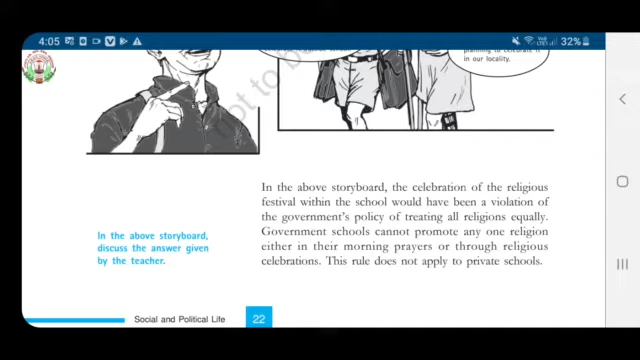 4:05
32%
planning to celebrate it
in our locality.
not to be
In the above storyboard, the celebration of the religious
festival within the school would have been a violation of
the government's policy of treating all religions equally.
Government schools cannot promote any one religion
either in their morning prayers or through religious
celebrations. This rule does not apply to private schools.
In the above storyboard,
discuss the answer given
by the teacher.
Social and Political Life
22